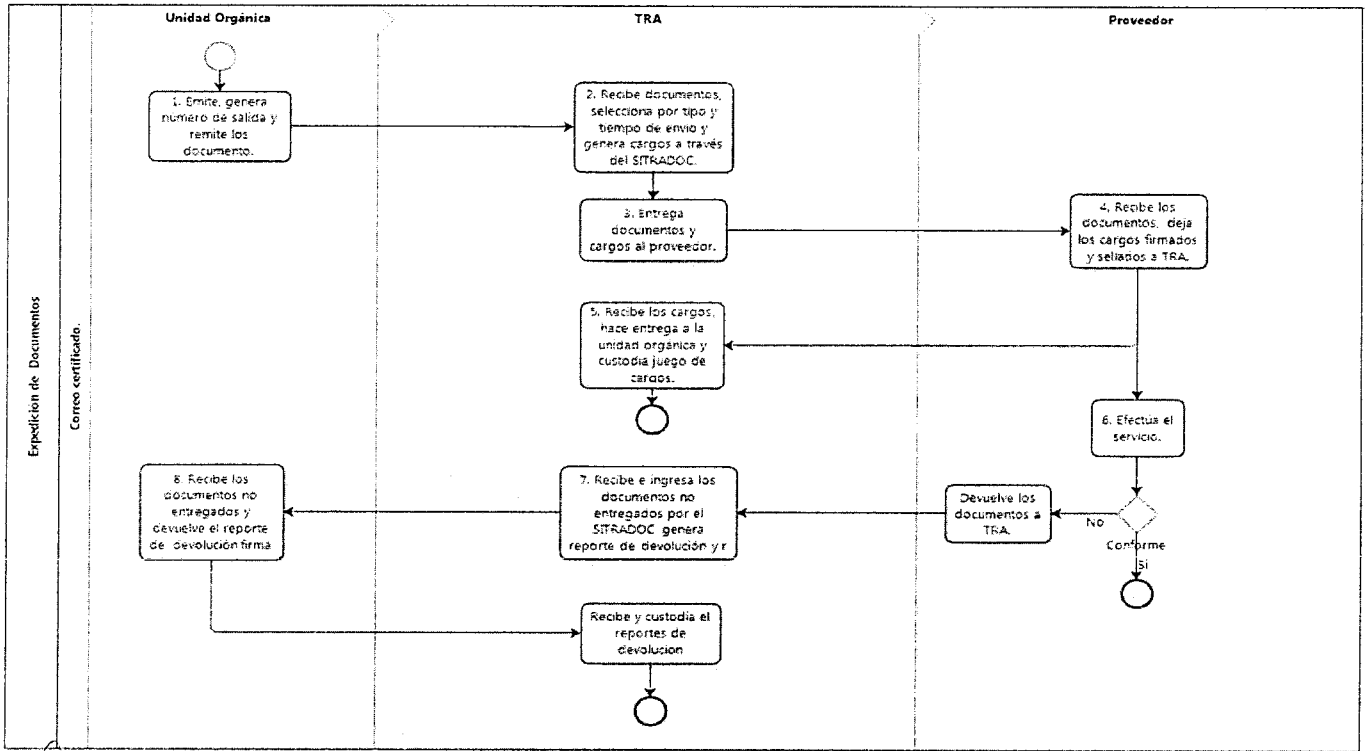 Unidad Orgánica
TRA
Proveedor
Expedicion de Documentos
Correo certificado.
1. Emite, genera
número de salida y
remite los
documento.
2. Recibe documentos,
selecciona por tipo y
tiempo de envio y
genera cargos a través
del SITRADOC.
3. Entrega
documentos y
cargos al proveedor.
4, Recibe los
documentos, deja
los cargos firmados
y sellados a TRA.
5. Recibe los cargos,
hace entrega a la
unidad orgánica y
custodia juego de
cargos.
6. Efectúa el
servicio.
8. Recibe los
documentos no
entregados y
devuelve el reporte
de devolución firma
7. Recibe e ingresa los
documentos no
entregados por el
SITRADOC genera
reporte de devolución y r
Devuelve los
documentos a
TRA.
No
Conforme
Si
Recibe y custodia el
reportes de
devolucion